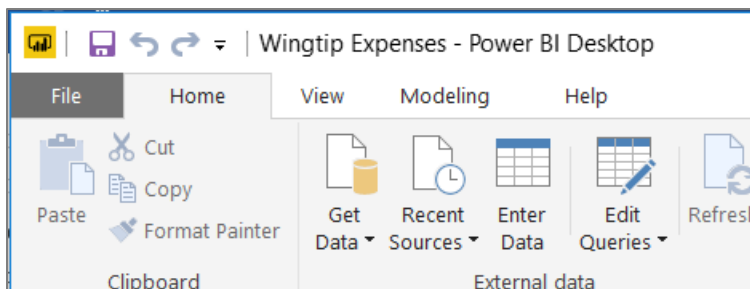 Wingtip Expenses - Power BI Desktop
File Home View Modeling Help
Cut
Copy
Format Painter
Paste
Get Data
Recent Sources
Enter Data
Edit Queries
Refresh
Clipboard
External data